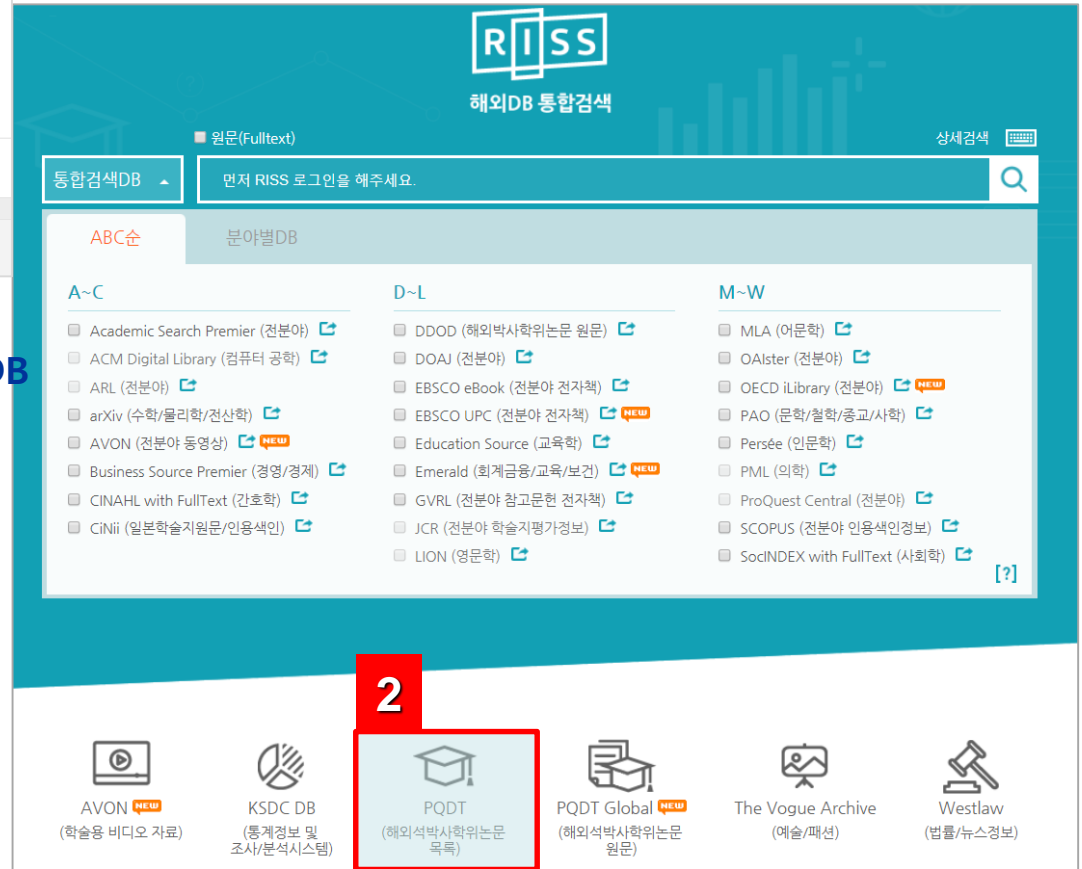 RISS
해외DB 통합검색
원문(Fulltext)
상세검색
통합검색DB
먼저 RISS 로그인을 해주세요.
ABC순
분야별DB
A~C
Academic Search Premier (전분야)
ACM Digital Library (컴퓨터 공학)
ARL (전분야)
arXiv (수학/물리학/전산학)
AVON (전분야 동영상) NEW
Business Source Premier (경영/경제)
CINAHL with FullText (간호학)
CiNii (일본학술지원문/인용색인)
D~L
DDOD (해외박사학위논문 원문)
DOAJ (전분야)
EBSCO eBook (전분야 전자책)
EBSCO UPC (전분야 전자책) NEW
Education Source (교육학)
Emerald (회계금융/교육/보건) NEW
GVRL (전분야 참고문헌 전자책)
JCR (전분야 학술지평가정보)
LION (영문학)
M~W
MLA (어문학)
OAIster (전분야)
OECD iLibrary (전분야) NEW
PAO (문학/철학/종교/사학)
Persée (인문학)
PML (의학)
ProQuest Central (전분야)
SCOPUS (전분야 인용색인정보)
SocINDEX with FullText (사회학)
[?]
B
2
AVON NEW
(학술용 비디오 자료)
KSDC DB
(통계정보 및
조사/분석시스템)
PQDT
(해외석박사학위논문
목록)
PQDT Global NEW
(해외석박사학위논문
원문)
The Vogue Archive
(예술/패션)
Westlaw
(법률/뉴스정보)